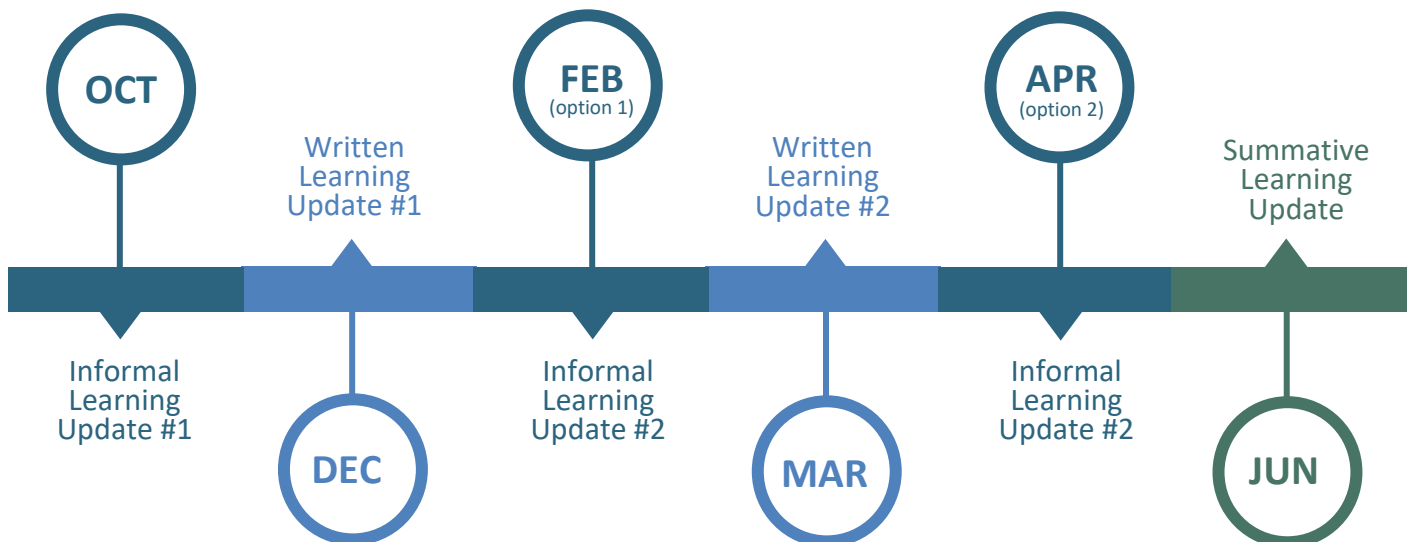 OCT
FEB
(option 1)
APR
(option 2)
Written
Learning
Update #1
Written
Learning
Update #2
Summative
Learning
Update
Informal
Learning
Update #1
Informal
Learning
Update #2
Informal
Learning
Update #2
DEC
MAR
JUN